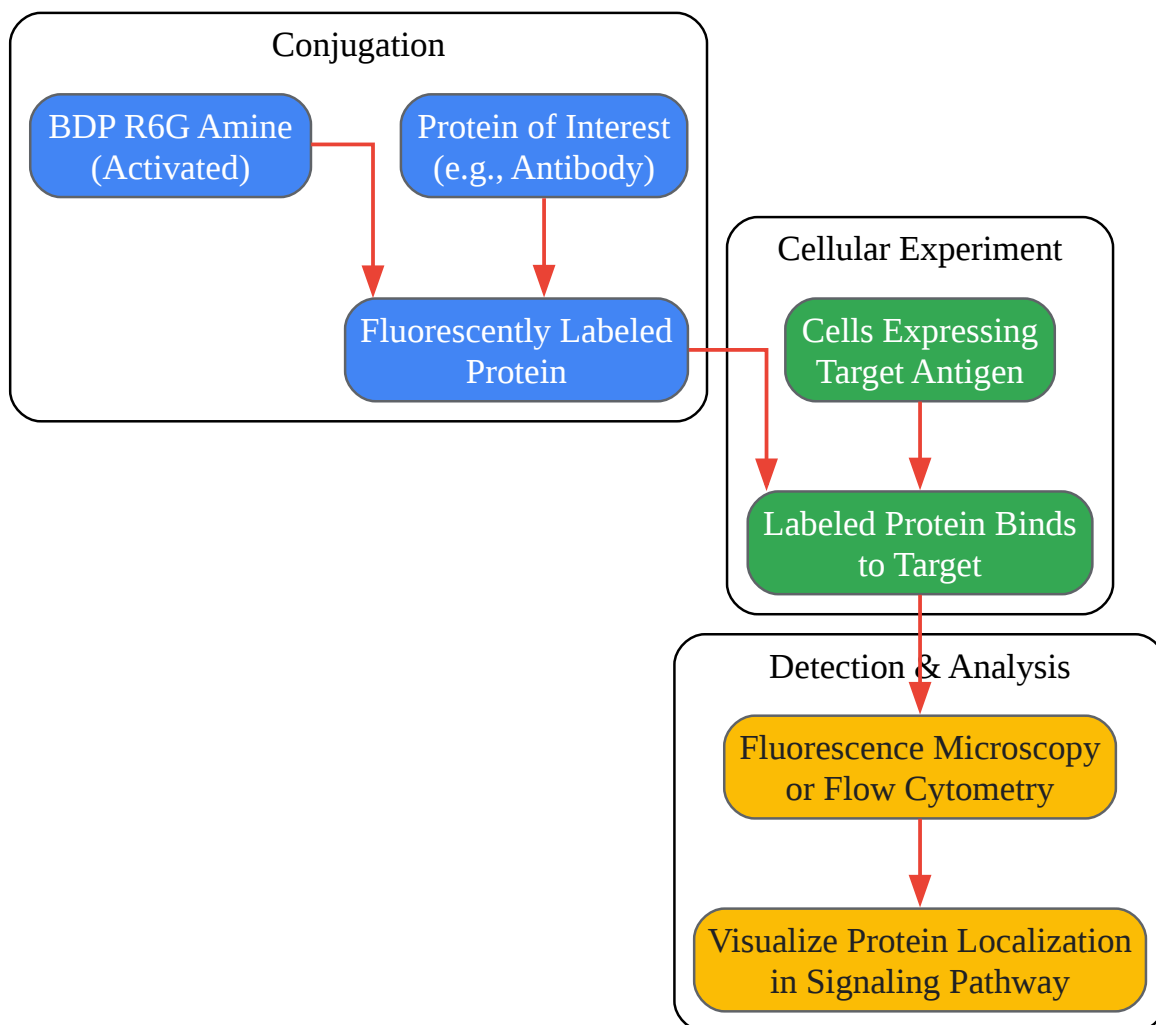 Conjugation
BDP R6G Amine
(Activated)
Protein of Interest
(e.g., Antibody)
Fluorescently Labeled
Protein
Cellular Experiment
Cells Expressing
Target Antigen
Labeled Protein Binds
to Target
Detection & Analysis
Fluorescence Microscopy
or Flow Cytometry
Visualize Protein Localization
in Signaling Pathway